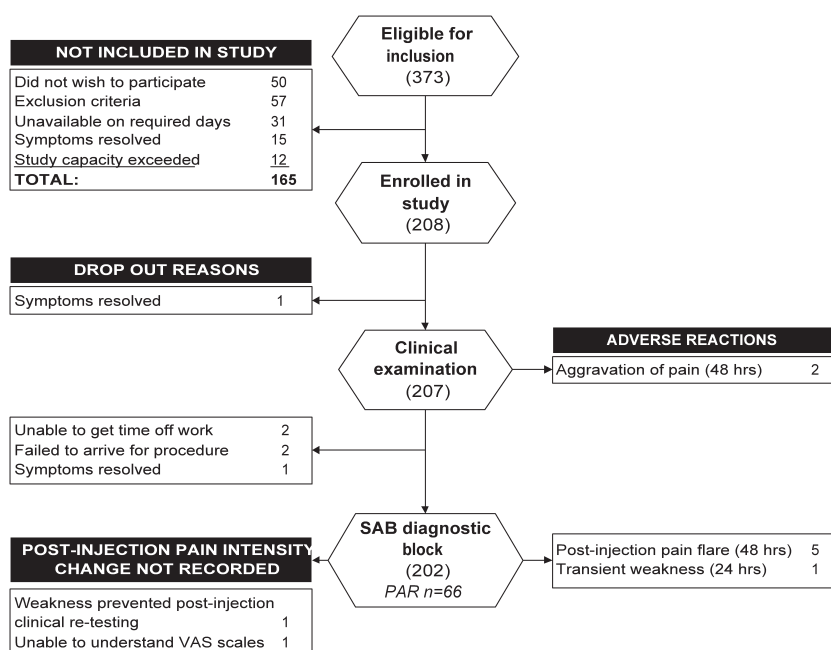 Eligible for
inclusion
(373)
NOT INCLUDED IN STUDY
Did not wish to participate 50
Exclusion criteria 57
Unavailable on required days 31
Symptoms resolved 15
Study capacity exceeded 12
TOTAL: 165
Enrolled in
study
(208)
DROP OUT REASONS
Symptoms resolved 1
Clinical
examination
(207)
ADVERSE REACTIONS
Aggravation of pain (48 hrs) 2
Unable to get time off work 2
Failed to arrive for procedure 2
Symptoms resolved 1
SAB diagnostic
block
(202)
PAR n=66
POST-INJECTION PAIN INTENSITY
CHANGE NOT RECORDED
Weakness prevented post-injection
clinical re-testing 1
Unable to understand VAS scales 1
Post-injection pain flare (48 hrs) 5
Transient weakness (24 hrs) 1